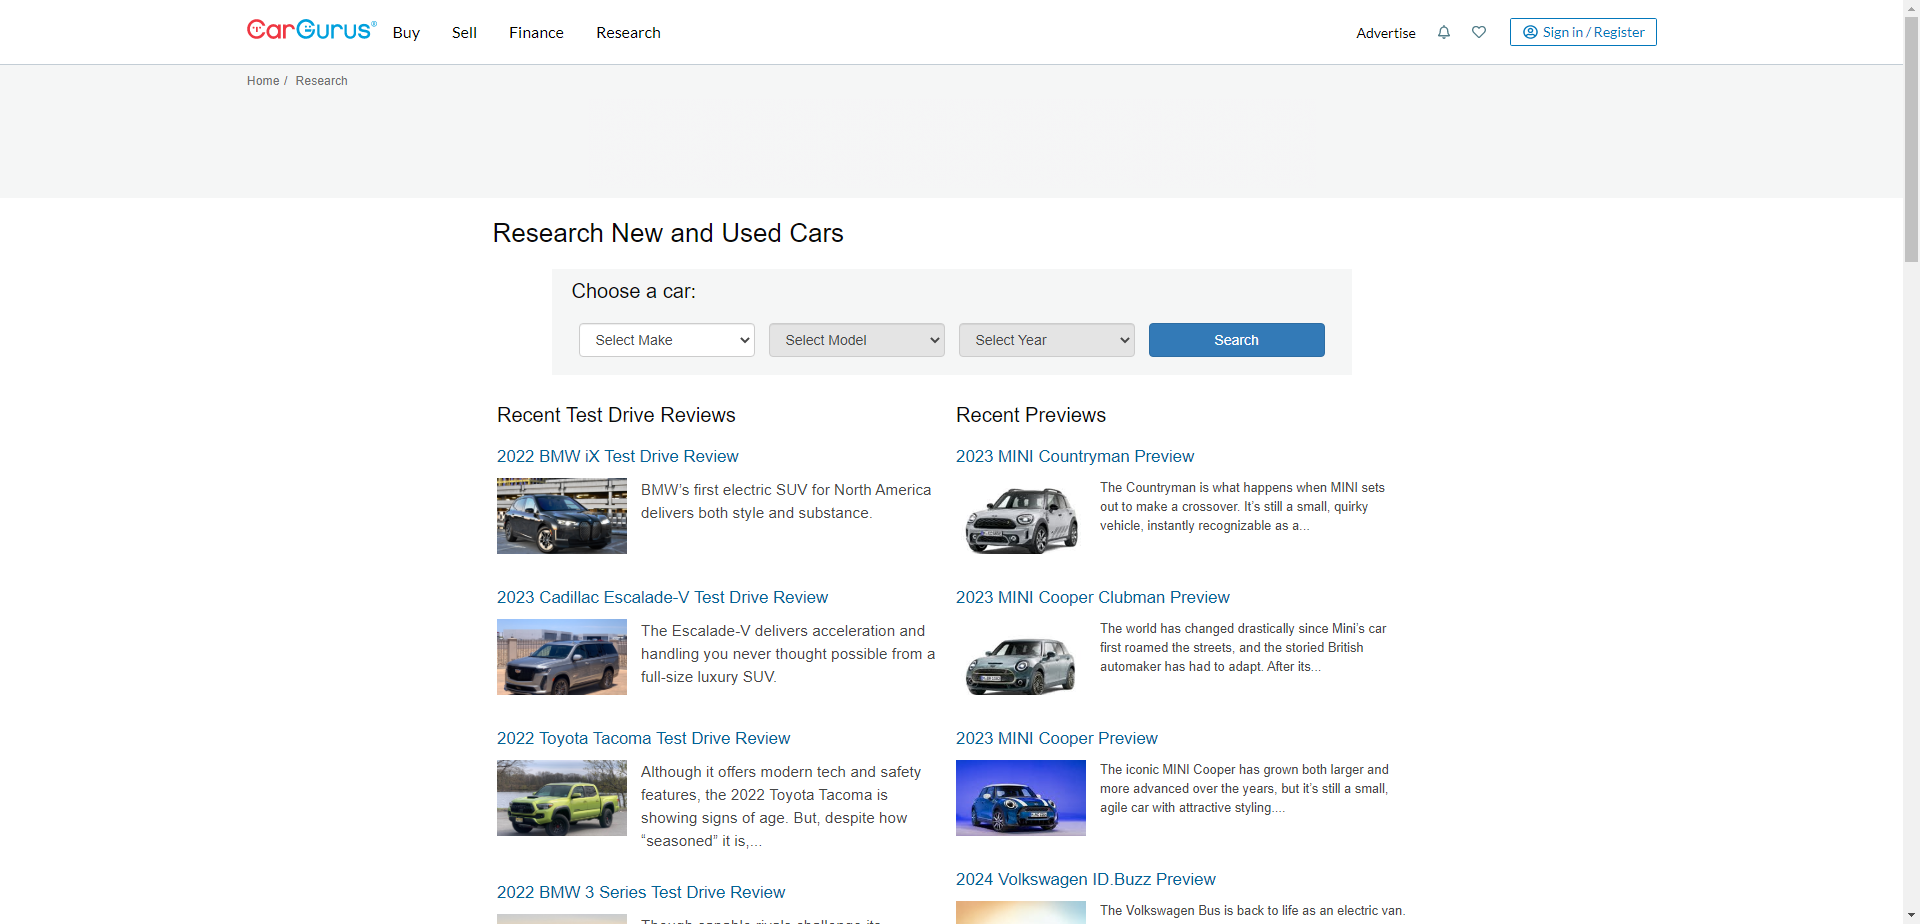 CarGurus®
Buy
Sell
Finance
Research
Advertise
Sign in / Register
Home / Research
Research New and Used Cars
Choose a car:
Select Make
Select Model
Select Year
Search
Recent Test Drive Reviews
2022 BMW iX Test Drive Review
BMW’s first electric SUV for North America
delivers both style and substance.
2023 Cadillac Escalade-V Test Drive Review
The Escalade-V delivers acceleration and
handling you never thought possible from a
full-size luxury SUV.
2022 Toyota Tacoma Test Drive Review
Although it offers modern tech and safety
features, the 2022 Toyota Tacoma is
showing signs of age. But, despite how
“seasoned” it is,...
2022 BMW 3 Series Test Drive Review
Though capable rivals challenge its
Recent Previews
2023 MINI Countryman Preview
The Countryman is what happens when MINI sets
out to make a crossover. It’s still a small, quirky
vehicle, instantly recognizable as a...
2023 MINI Cooper Clubman Preview
The world has changed drastically since Mini’s car
first roamed the streets, and the storied British
automaker has had to adapt. After its...
2023 MINI Cooper Preview
The iconic MINI Cooper has grown both larger and
more advanced over the years, but it’s still a small,
agile car with attractive styling....
2024 Volkswagen ID.Buzz Preview
The Volkswagen Bus is back to life as an electric van.